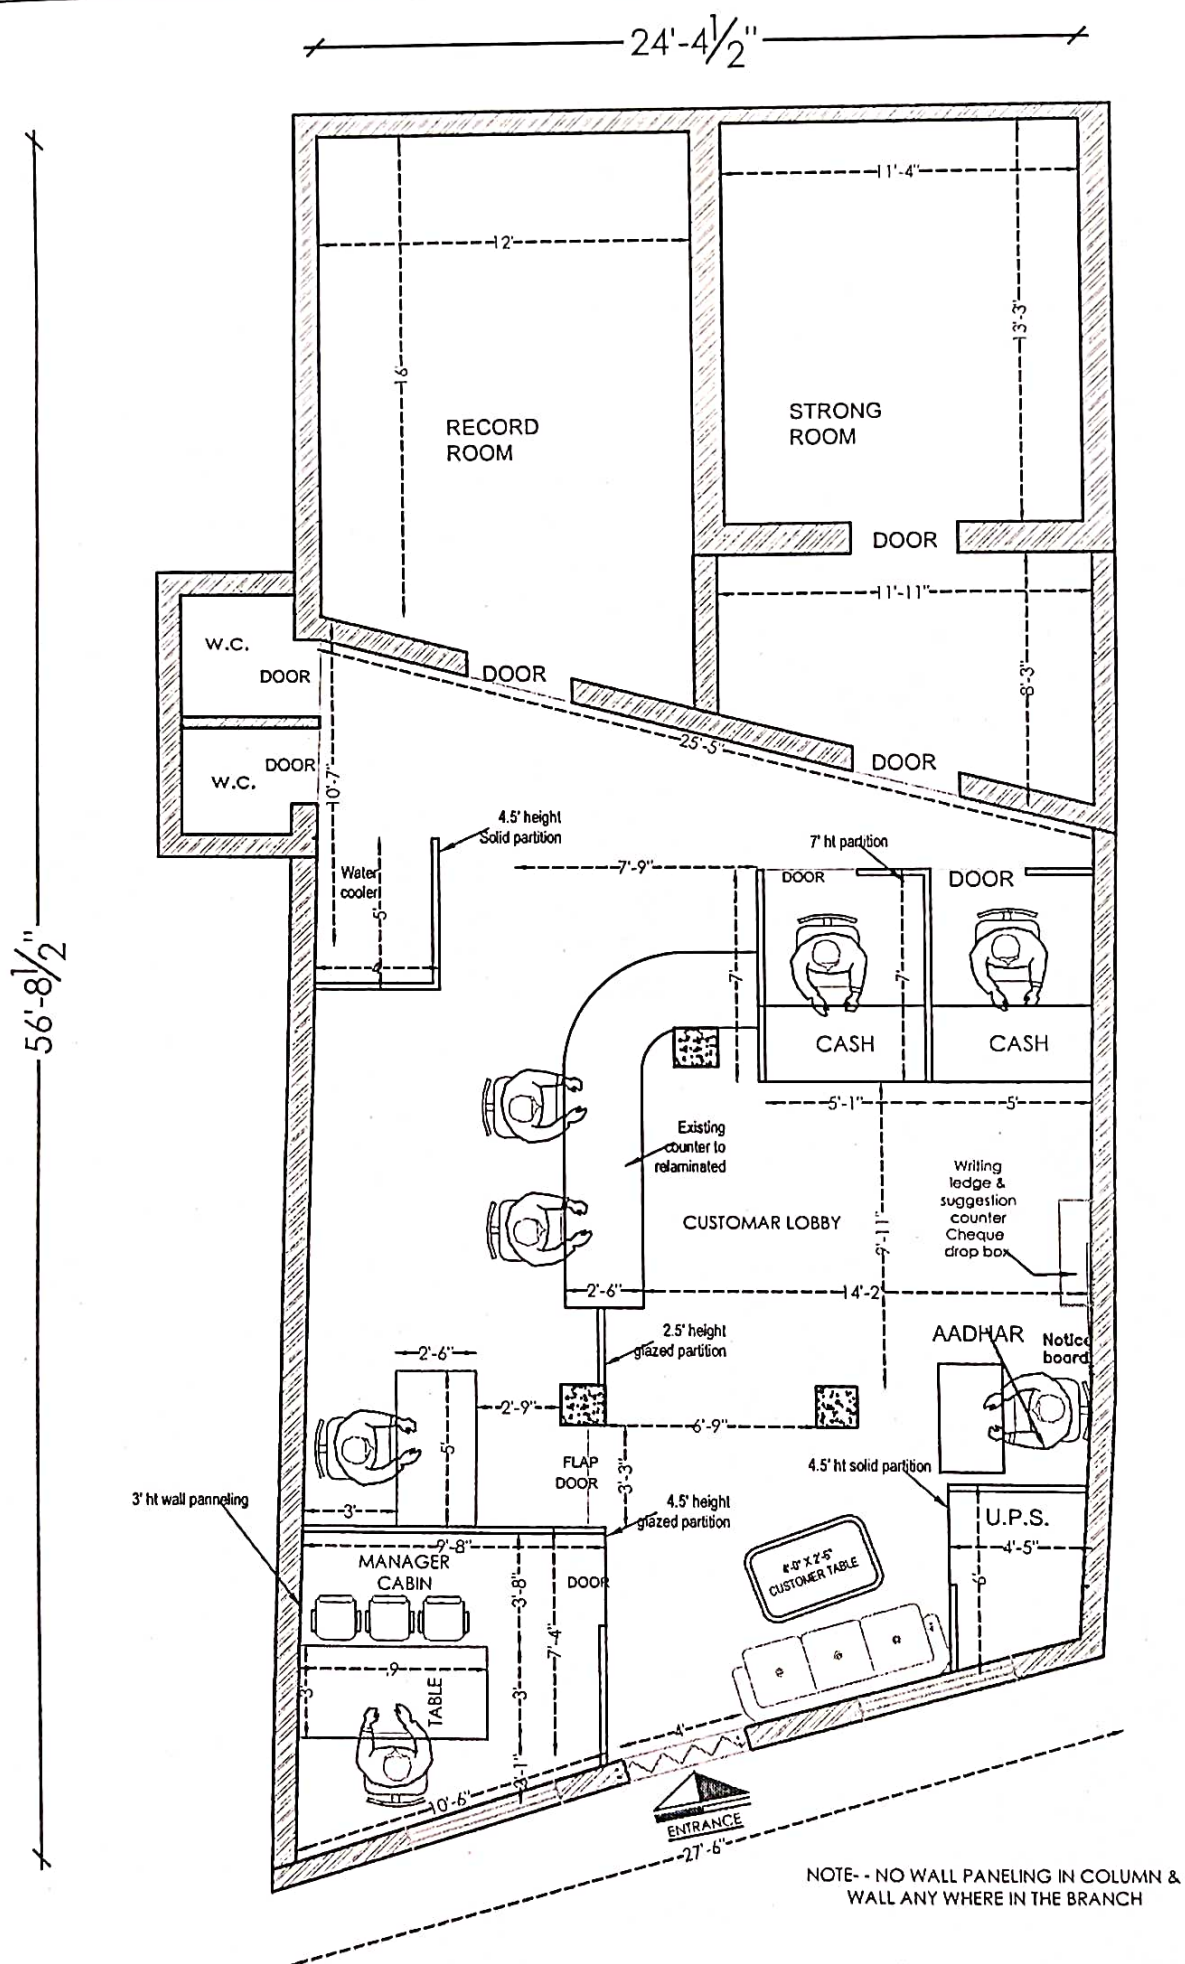 24'-4½"
56'-8½"
11'-4"
12'
13'-3"
16'
RECORD
ROOM
STRONG
ROOM
DOOR
11'-11"
W.C.
DOOR
DOOR
8'-3"
25'-5"
DOOR
DOOR
W.C.
10'-7"
4.5' height
Solid partition
7' ht partition
7'-9"
DOOR
DOOR
Water
cooler
5'
4'
7'
7'
CASH
CASH
5'-1"
5'
Existing
counter to
relaminated
Writing
ledge &
suggestion
counter
Cheque
drop box
CUSTOMAR LOBBY
9'-11"
2'-6"
14'-2
2.5' height
glazed partition
AADHAR
Notice
board
2'-6"
2'-9"
6'-9"
5'
FLAP
DOOR
3'-3"
4.5' ht solid partition
3' ht wall panneling
3'
4.5' height
glazed partition
U.P.S.
4'-5"
6'
9'-8"
MANAGER
CABIN
DOOR
3'-8"
7'-4"
4'-0" X 2'-5"
CUSTOMER TABLE
6'
3'
TABLE
3'
3'-1"
4'
10'-6"
ENTRANCE
27'-6"
NOTE- - NO WALL PANELING IN COLUMN &
WALL ANY WHERE IN THE BRANCH